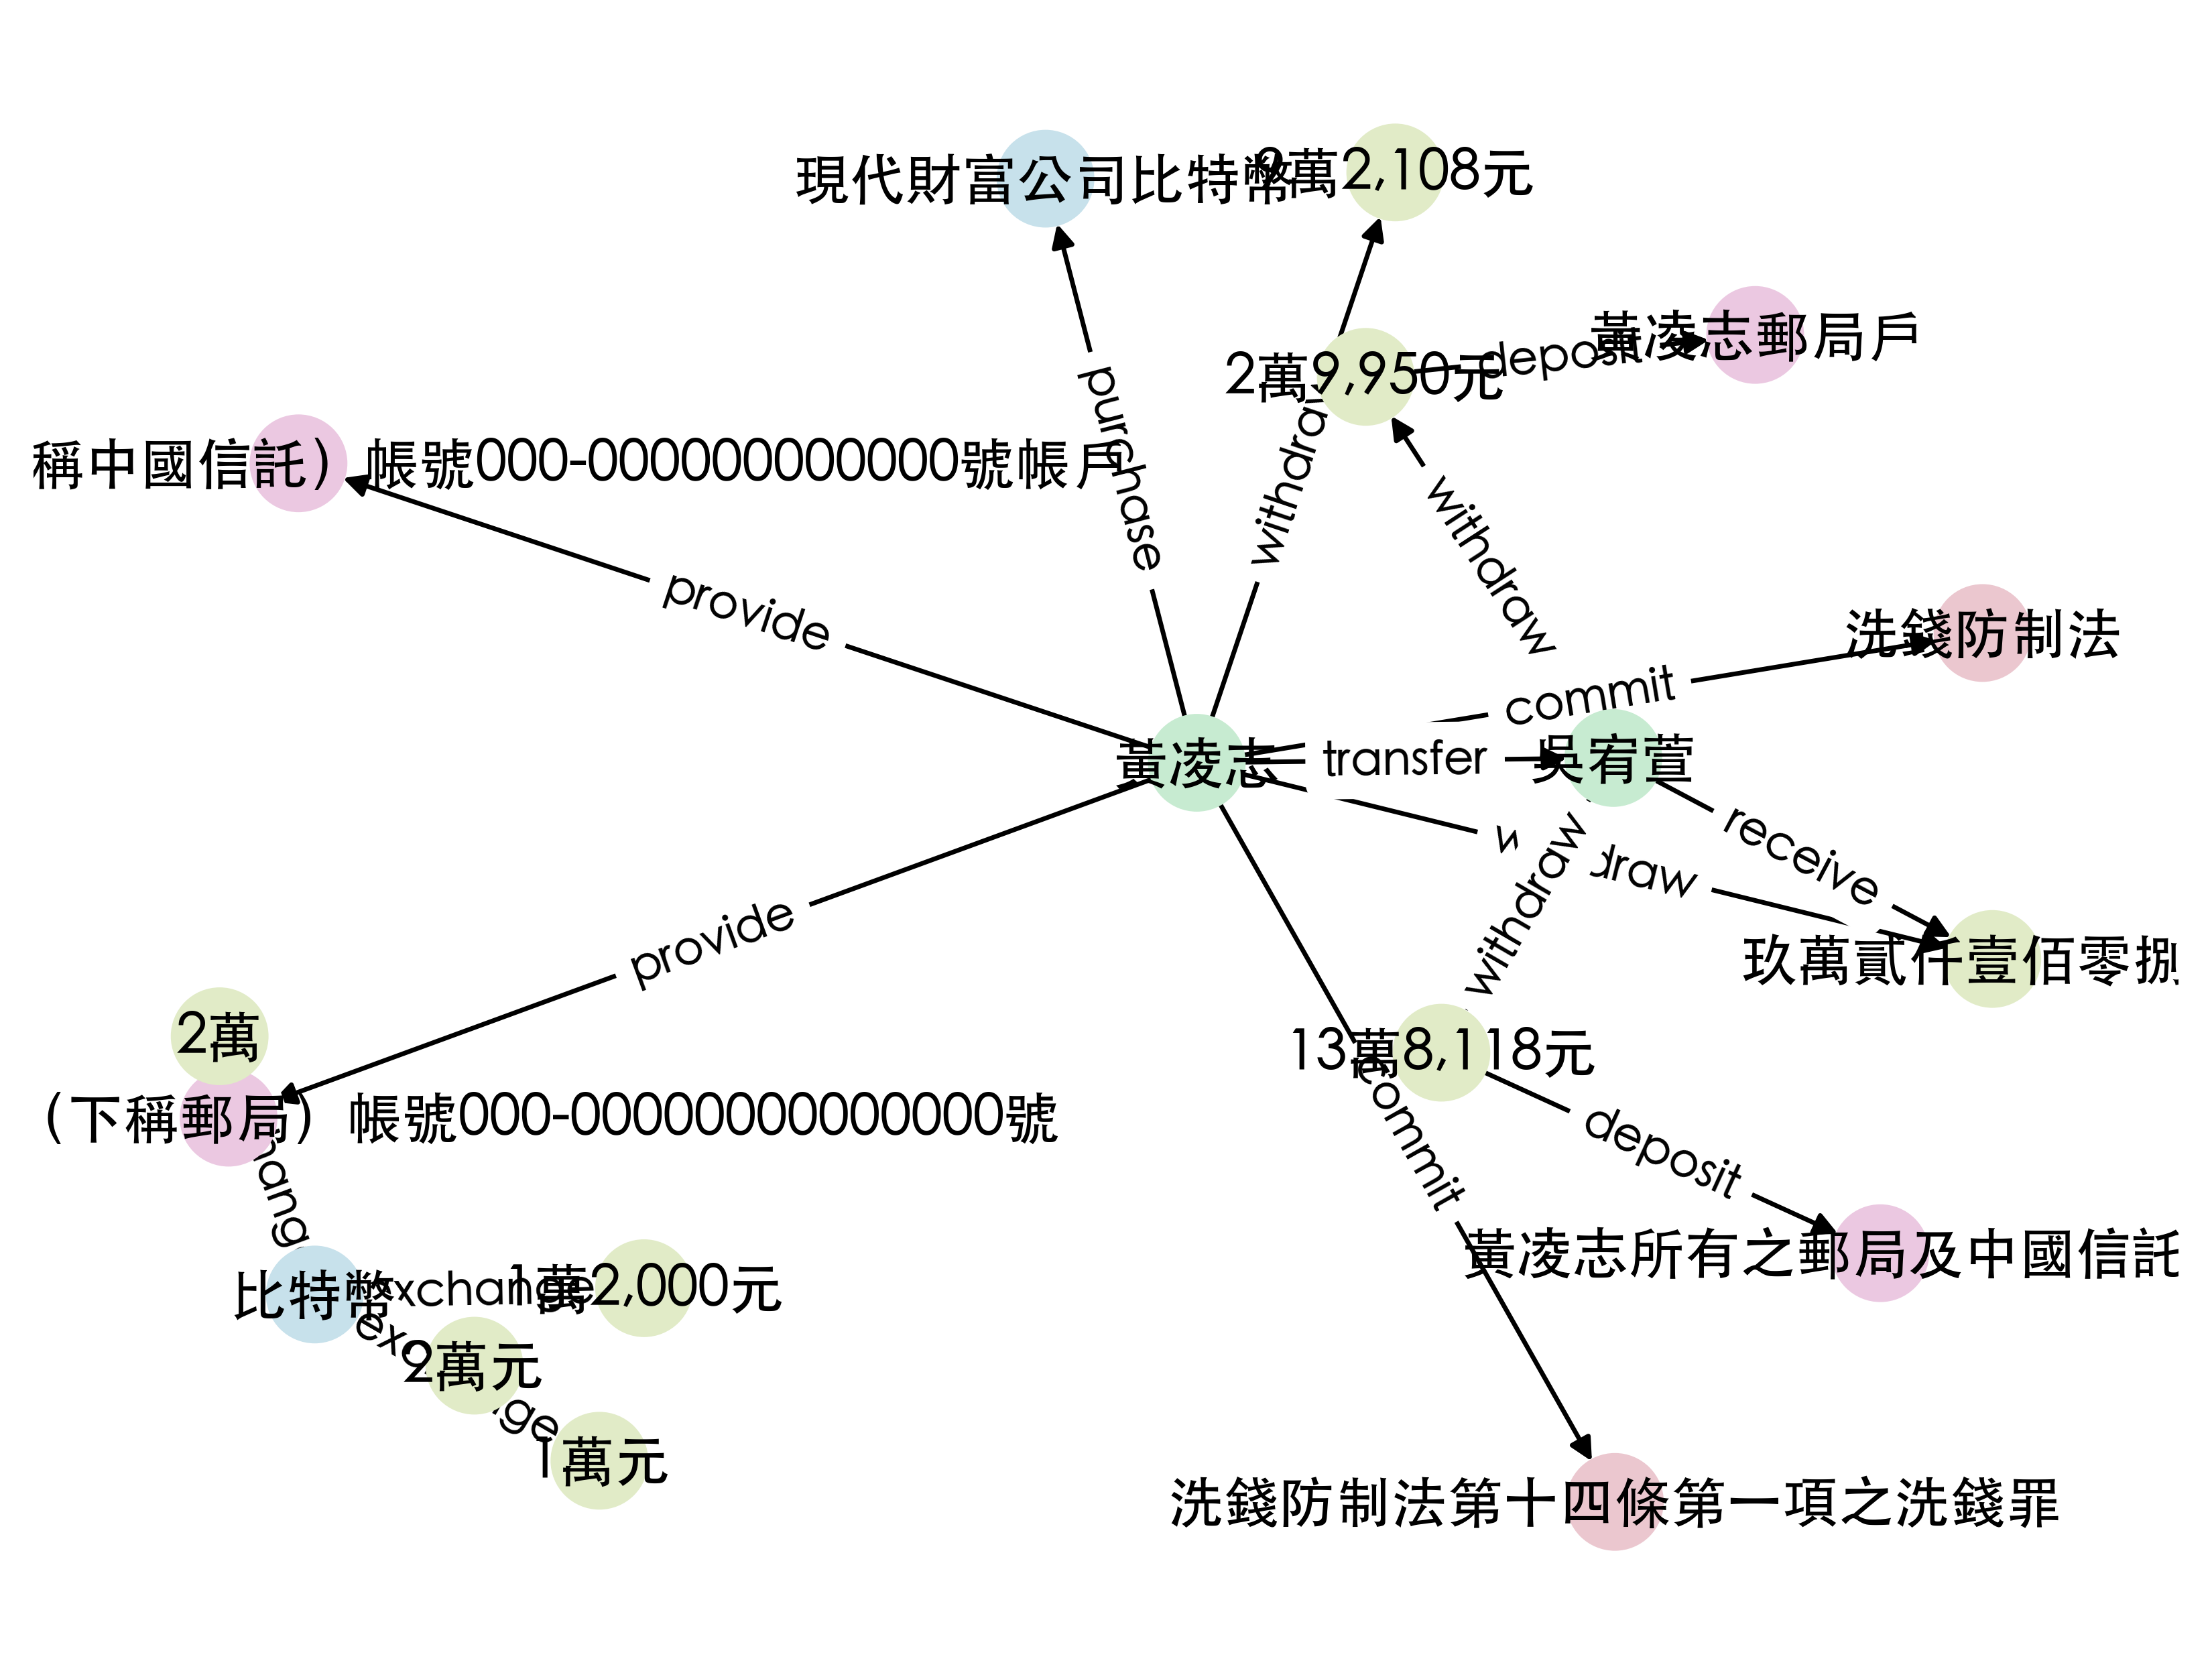 現代財富公司比特幣
2萬2,108元
黃凌志郵局戶
deposit
2萬9,950元
purchase
稱中國信託）帳號000-000000000000號帳戶
withdraw
withdraw
provide
洗錢防制法
commit
黃凌志
transfer
吳宥萱
receive
draw
withdraw
provide
玖萬貳仟壹佰零捌
2萬
13萬8,118元
（下稱郵局）帳號000-00000000000000號
commit
deposit
黃凌志所有之郵局及中國信託
比特幣
exchange
1萬2,000元
2萬元
1萬元
洗錢防制法第十四條第一項之洗錢罪